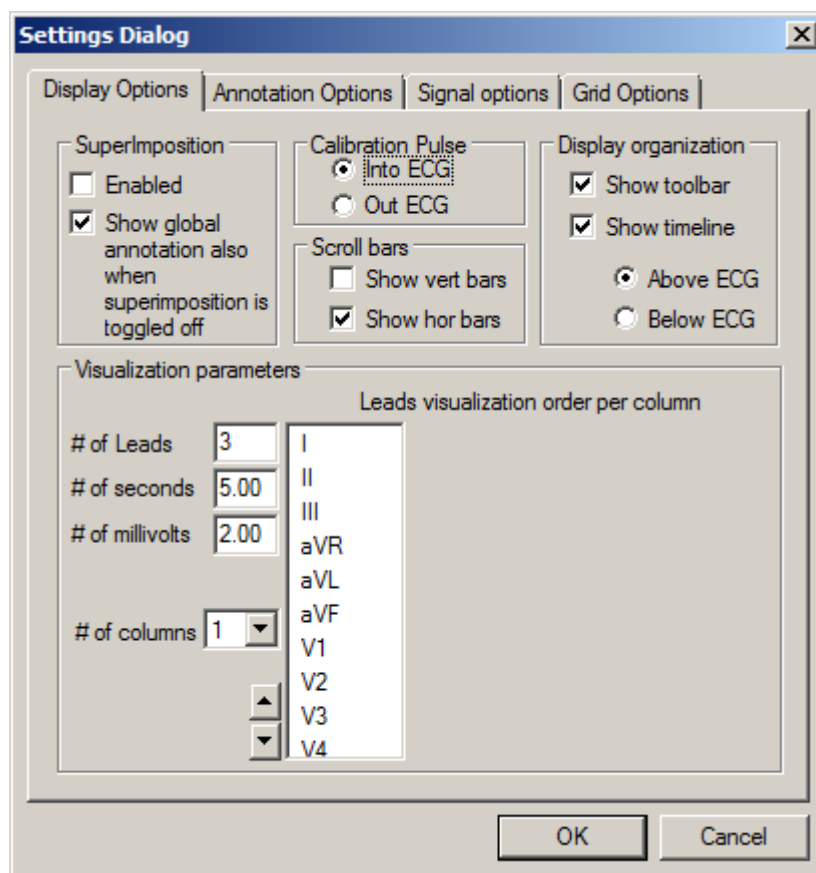 Settings Dialog
Display Options
Annotation Options
Signal options
Grid Options
SuperImposition
Enabled
Show global
annotation also
when
superimposition is
toggled off
Calibration Pulse
Into ECG
Out ECG
Scroll bars
Show vert bars
Show hor bars
Display organization
Show toolbar
Show timeline
Above ECG
Below ECG
Visualization parameters
Leads visualization order per column
# of Leads 3
# of seconds 5.00
# of millivolts 2.00
# of columns 1
I
II
III
aVR
aVL
aVF
V1
V2
V3
V4
OK
Cancel